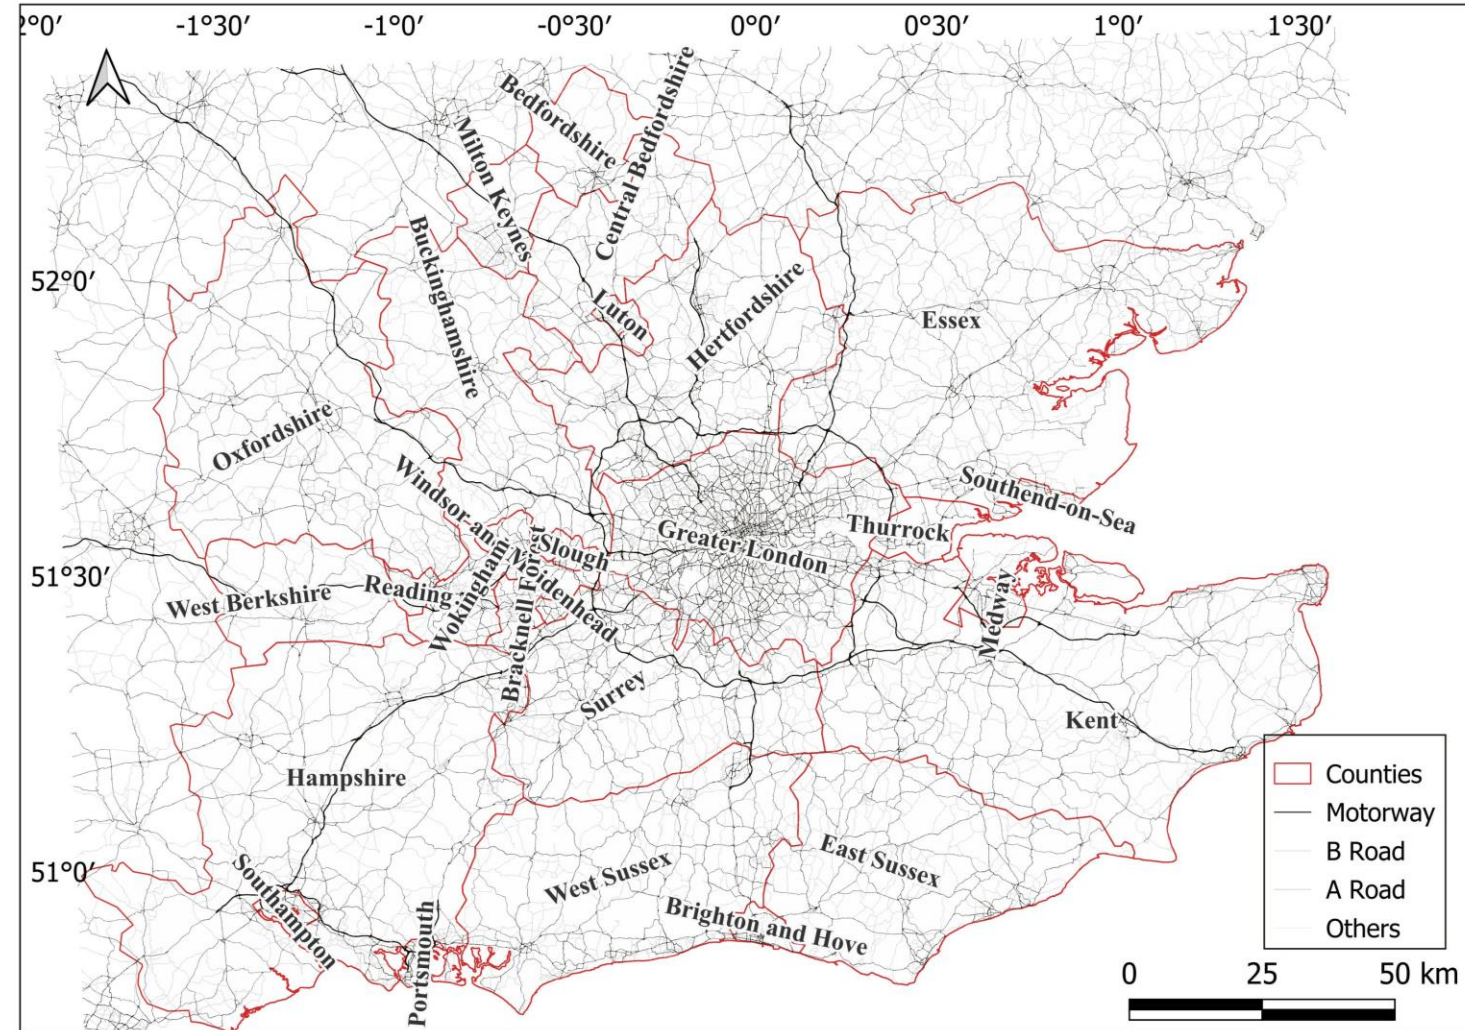 2°0′ -1°30′ -1°0′ -0°30′ 0°0′ 0°30′ 1°0′ 1°30′
Bedfordshire
Central Bedfordshire
Milton Keynes
Buckinghamshire
52°0′
Luton
Hertfordshire
Essex
Oxfordshire
Windsor and Maidenhead
Southend-on-Sea
Thurrock
Greater London
Slough
51°30′
West Berkshire
Reading
Wokingham
Bracknell Forest
Medway
Surrey
Kent
Hampshire
51°0′
Southampton
Portsmouth
West Sussex
East Sussex
Brighton and Hove
Counties
Motorway
B Road
A Road
Others
0 25 50 km